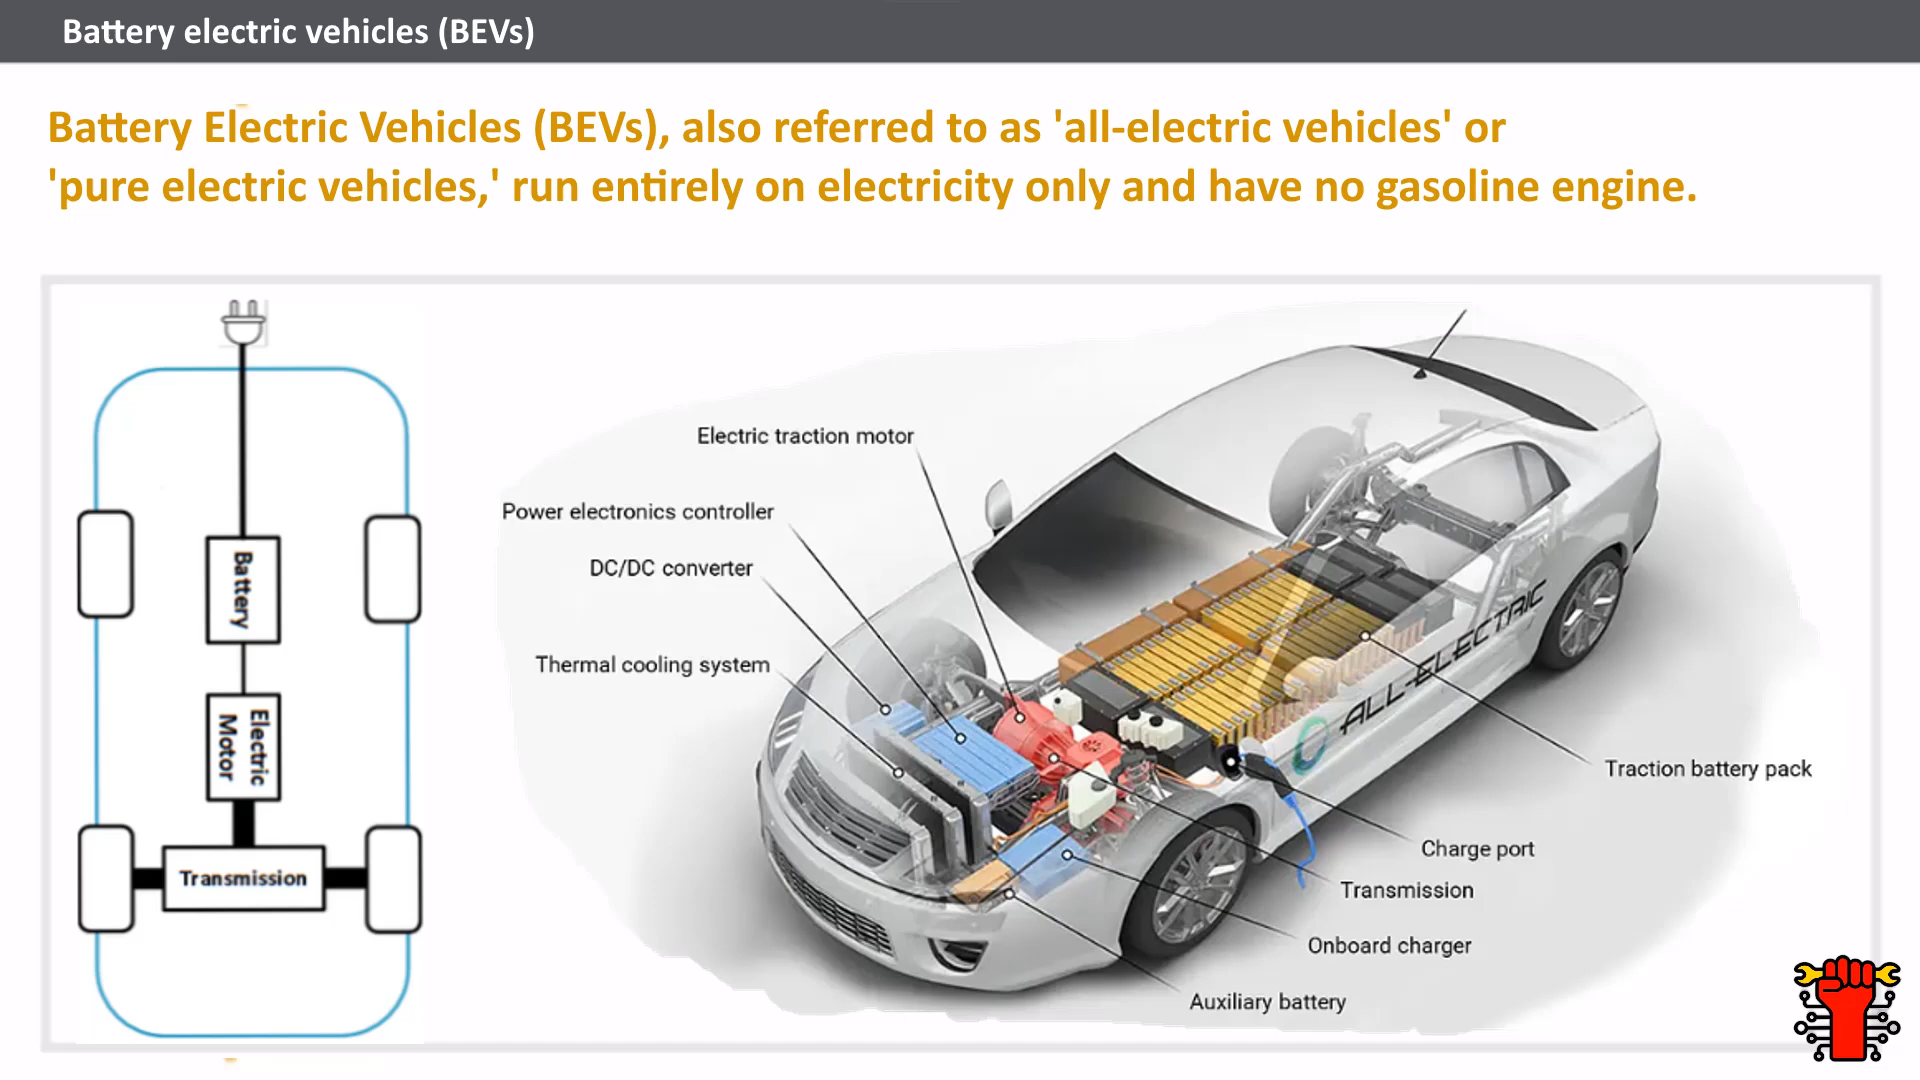 Battery electric vehicles (BEVs)
Battery Electric Vehicles (BEVs), also referred to as 'all-electric vehicles' or
'pure electric vehicles,' run entirely on electricity only and have no gasoline engine.
Battery
Electric
Motor
Transmission
Electric traction motor
Power electronics controller
DC/DC converter
Thermal cooling system
ALL-ELECTRIC
Traction battery pack
Charge port
Transmission
Onboard charger
Auxiliary battery